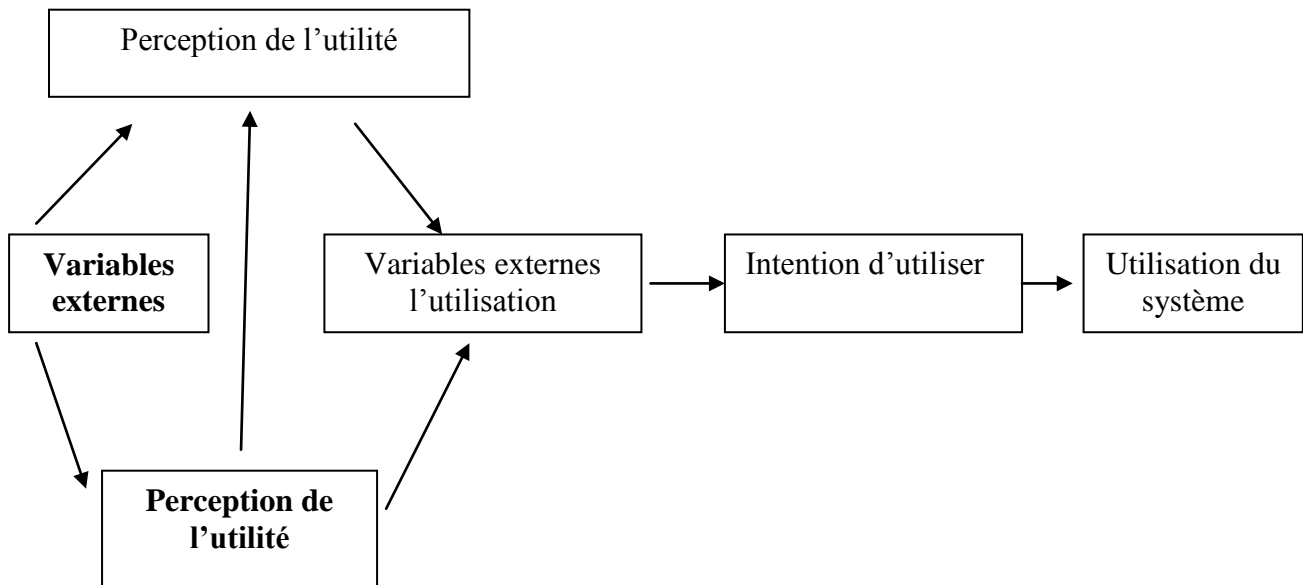 Perception de l’utilité
Variables
externes
Variables externes
l’utilisation
Intention d’utiliser
Utilisation du
système
Perception de
l’utilité